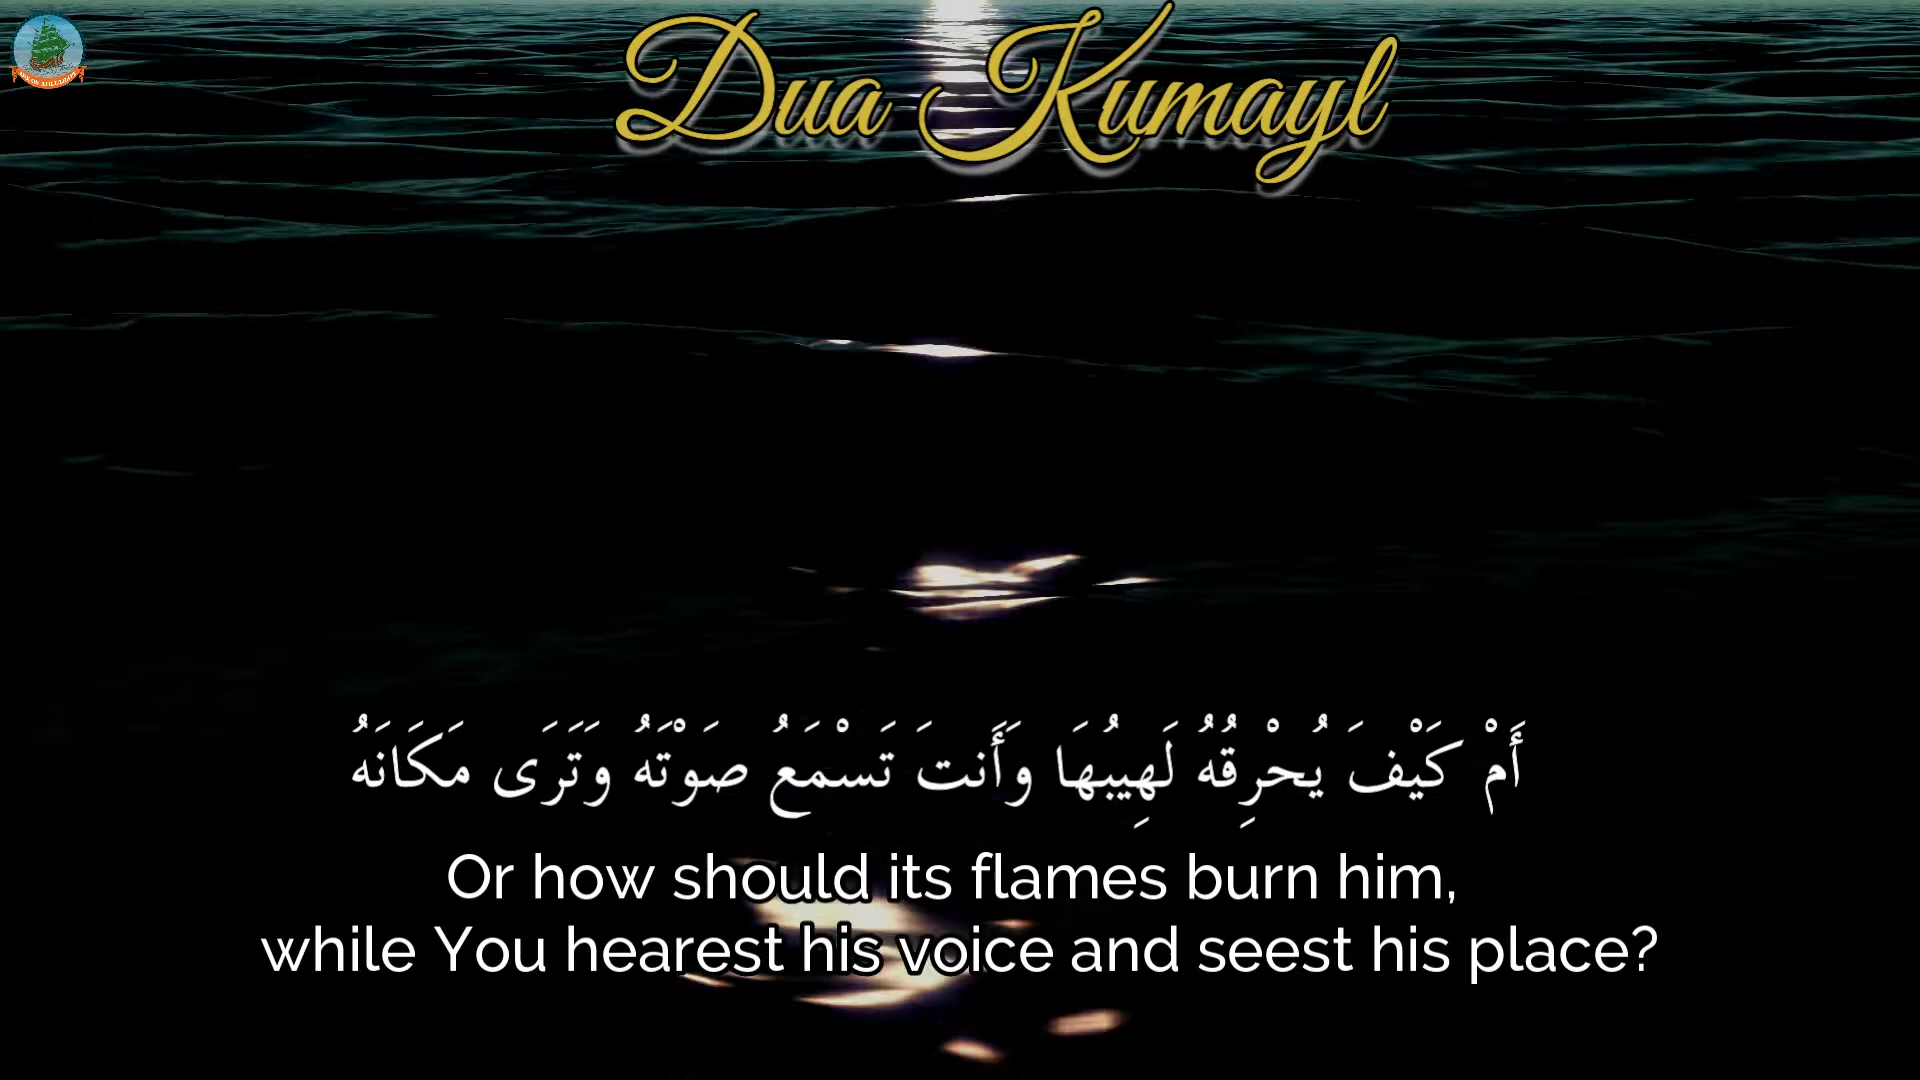 Dua Kumayl
أَمْ كَيْفَ يُحْرِقُهُ لَهِيبُهَا وَأَنتَ تَسْمَعُ صَوْتَهُ وَتَرَى مَكَانَهُ
Or how should its flames burn him,
while You hearest his voice and seest his place?